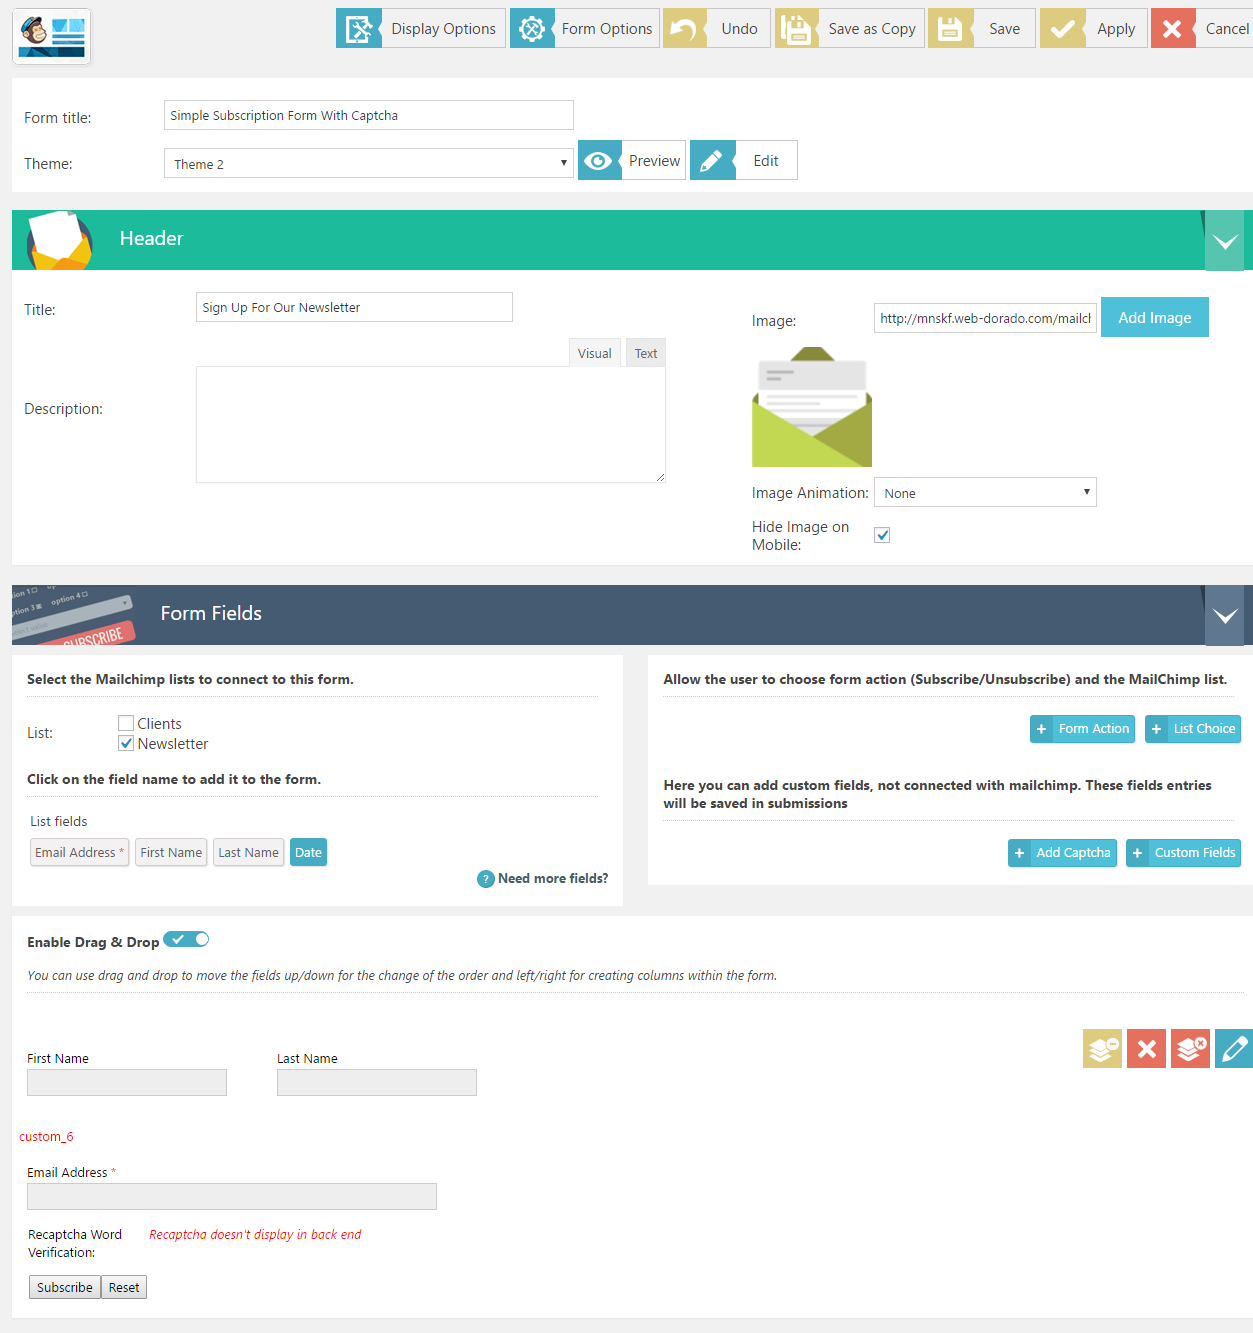 Display Options
Form Options
Undo
Save as Copy
Save
Apply
Cancel
Form title:
Simple Subscription Form With Captcha
Theme:
Theme 2
Preview
Edit
Header
Title:
Sign Up For Our Newsletter
Image:
http://mnskf.web-dorado.com/mailcl
Add Image
Visual
Text
Description:
Image Animation:
None
Hide Image on
Mobile:
option 4
option 3
SUBSCRIBE
Form Fields
Select the Mailchimp lists to connect to this form.
List:
Clients
Newsletter
Click on the field name to add it to the form.
List fields
Email Address *
First Name
Last Name
Date
? Need more fields?
Allow the user to choose form action (Subscribe/Unsubscribe) and the MailChimp list.
+ Form Action
+ List Choice
Here you can add custom fields, not connected with mailchimp. These fields entries
will be saved in submissions
+ Add Captcha
+ Custom Fields
Enable Drag & Drop
You can use drag and drop to move the fields up/down for the change of the order and left/right for creating columns within the form.
First Name
Last Name
custom_6
Email Address *
Recaptcha Word
Verification:
Recaptcha doesn't display in back end
Subscribe
Reset